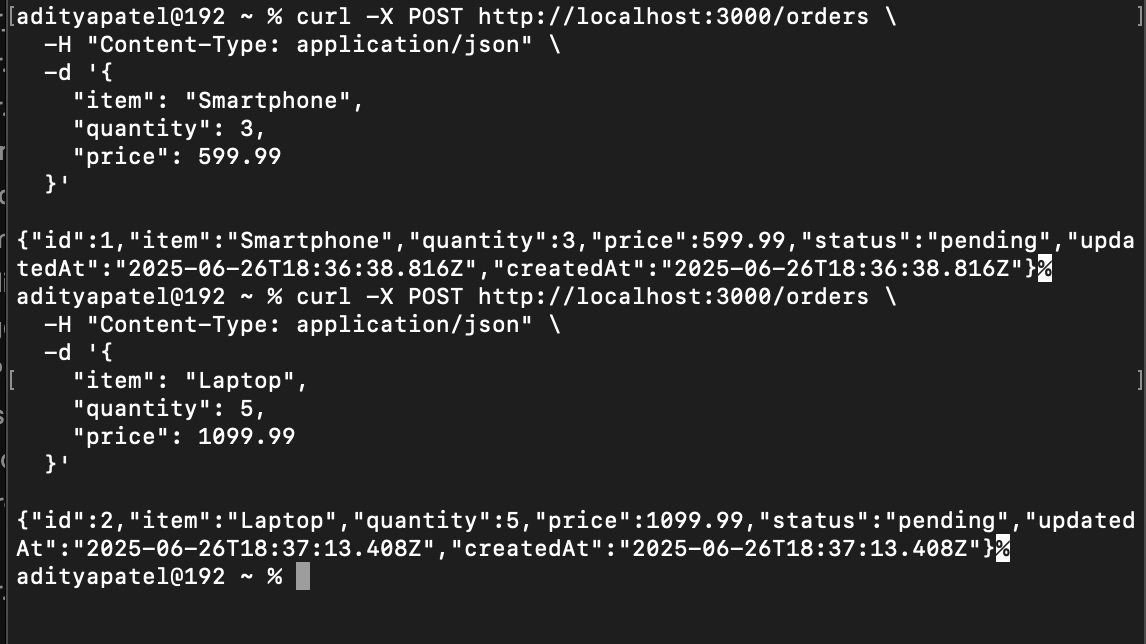 [adityapatel@192 ~ % curl -X POST http://localhost:3000/orders \ ]
  -H "Content-Type: application/json" \
  -d '{
    "item": "Smartphone",
    "quantity": 3,
    "price": 599.99
  }'
{"id":1,"item":"Smartphone","quantity":3,"price":599.99,"status":"pending","upda
tedAt":"2025-06-26T18:36:38.816Z","createdAt":"2025-06-26T18:36:38.816Z"}%
adityapatel@192 ~ % curl -X POST http://localhost:3000/orders \
  -H "Content-Type: application/json" \
  -d '{
[    "item": "Laptop", ]
    "quantity": 5,
    "price": 1099.99
  }'
{"id":2,"item":"Laptop","quantity":5,"price":1099.99,"status":"pending","updated
At":"2025-06-26T18:37:13.408Z","createdAt":"2025-06-26T18:37:13.408Z"}%
adityapatel@192 ~ %